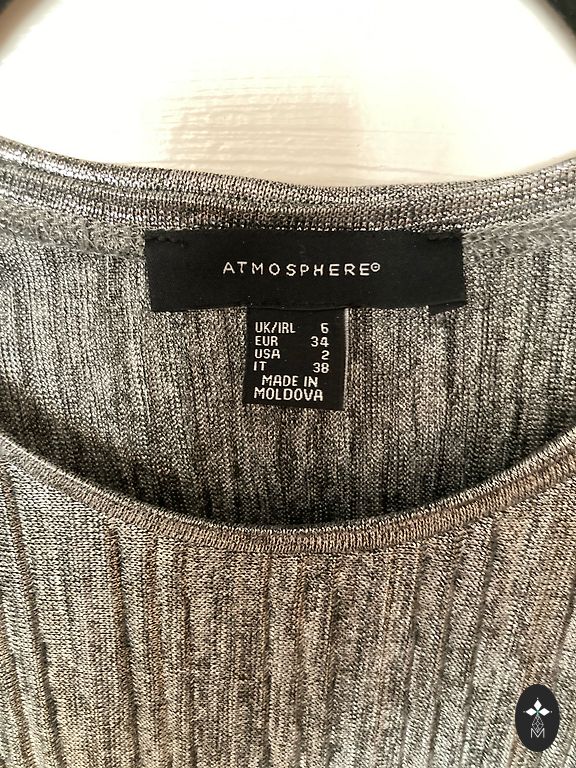 ATMOSPHERE©
UK/IRL 6
EUR 34
USA 2
IT 38
MADE IN
MOLDOVA